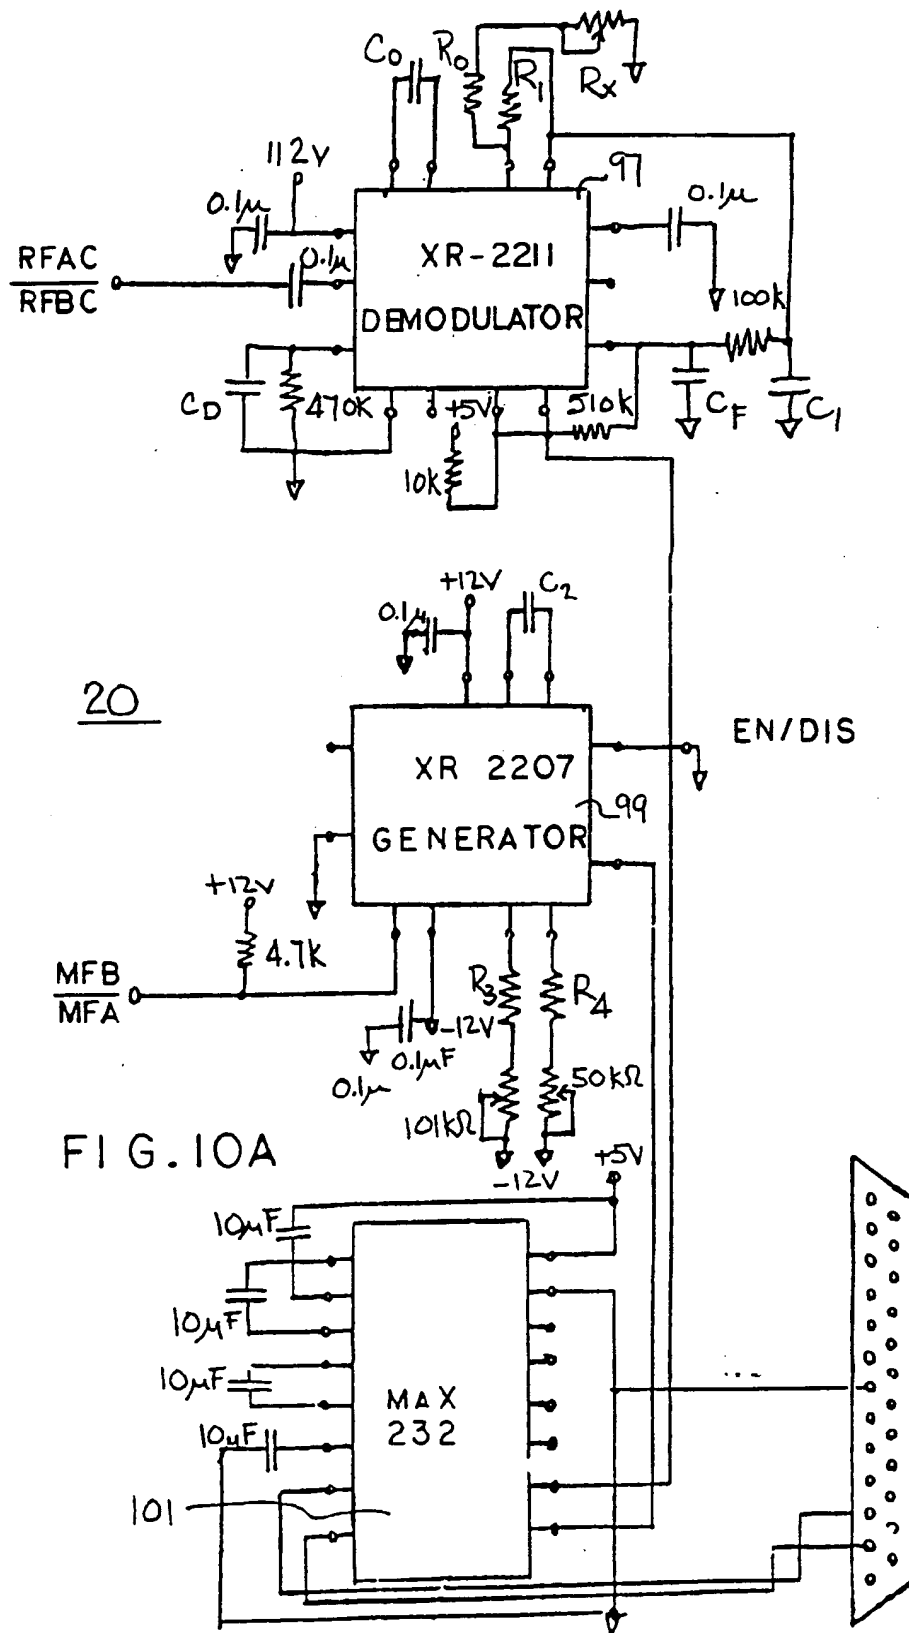 C0
R0
R1
Rx
112V
97
0.1μ
0.1μ
XR-2211
0.1μ
RFAC
RFBC
DEMODULATOR
100k
CD
470K
+5V
510k
CF
C1
10k
+12V
C2
0.1μ
20
EN/DIS
XR 2207
99
GENERATOR
+12V
4.7K
MFB
MFA
R3
R4
-12V
0.1μF
0.1μ
50kΩ
101kΩ
FIG.10A
-12V
+5V
10μF
10μF
10μF
MAX
232
10μF
...
101